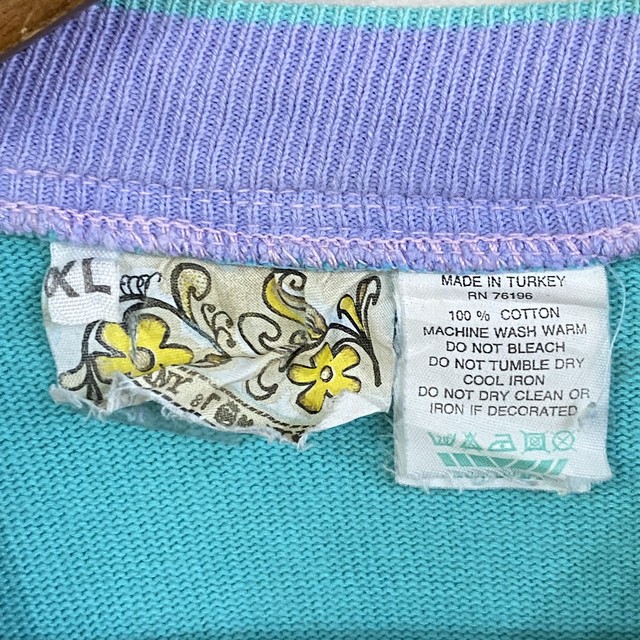 XL
MADE IN TURKEY
RN 76196
100 % COTTON
MACHINE WASH WARM
DO NOT BLEACH
DO NOT TUMBLE DRY
COOL IRON
DO NOT DRY CLEAN OR
IRON IF DECORATED